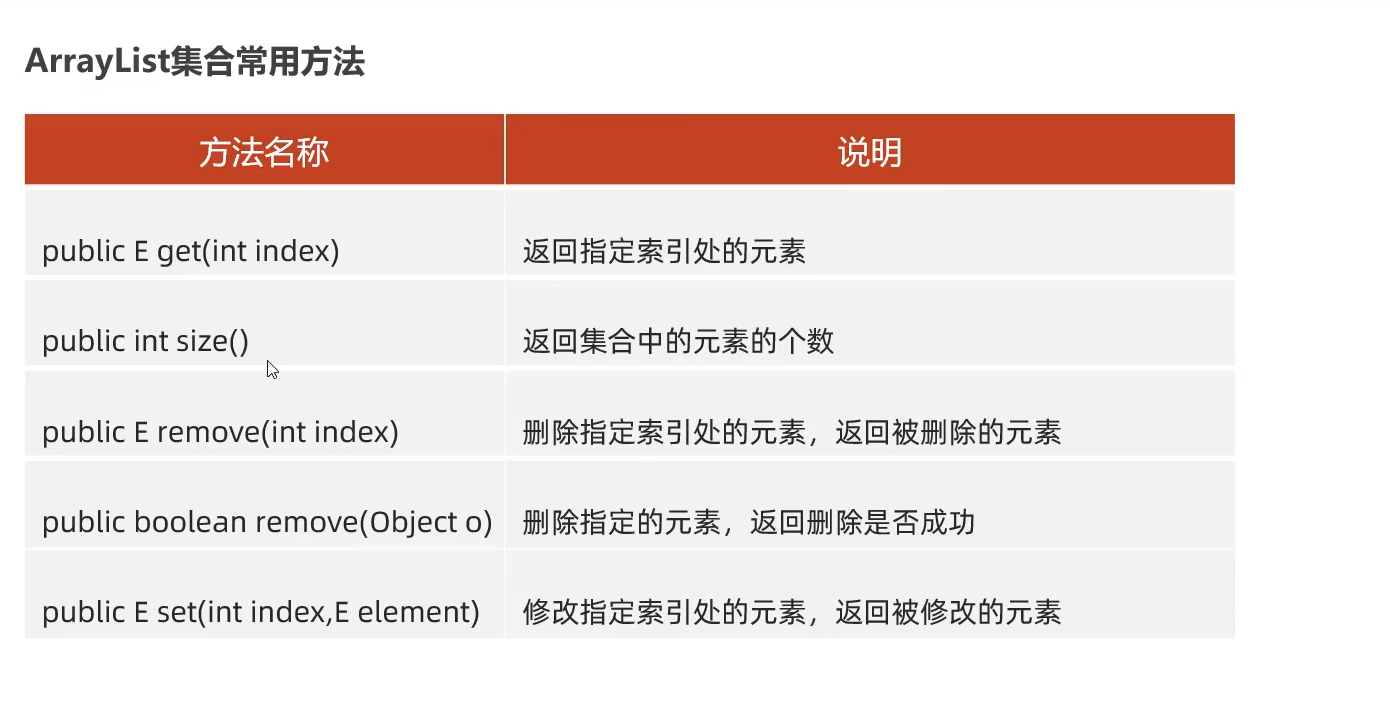 ArrayList集合常用方法
方法名称 说明
public E get(int index) 返回指定索引处的元素
public int size() 返回集合中的元素的个数
public E remove(int index) 删除指定索引处的元素，返回被删除的元素
public boolean remove(Object o) 删除指定的元素，返回删除是否成功
public E set(int index,E element) 修改指定索引处的元素，返回被修改的元素